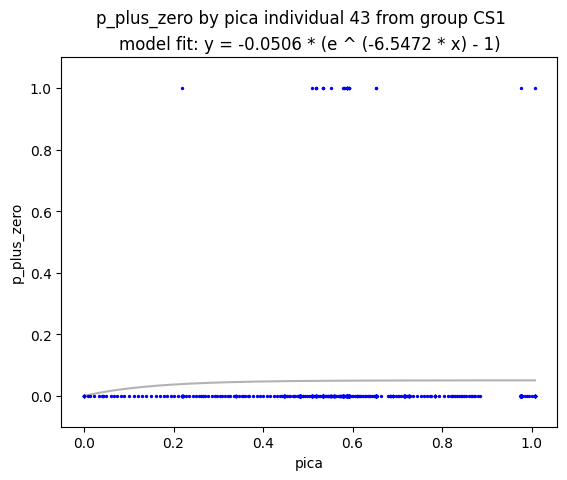 p_plus_zero by pica individual 43 from group CS1
model fit: y = -0.0506 * (e ^ (-6.5472 * x) - 1)
1.0
0.8
0.6
0.4
0.2
0.0
p_plus_zero
0.0 0.2 0.4 0.6 0.8 1.0
pica